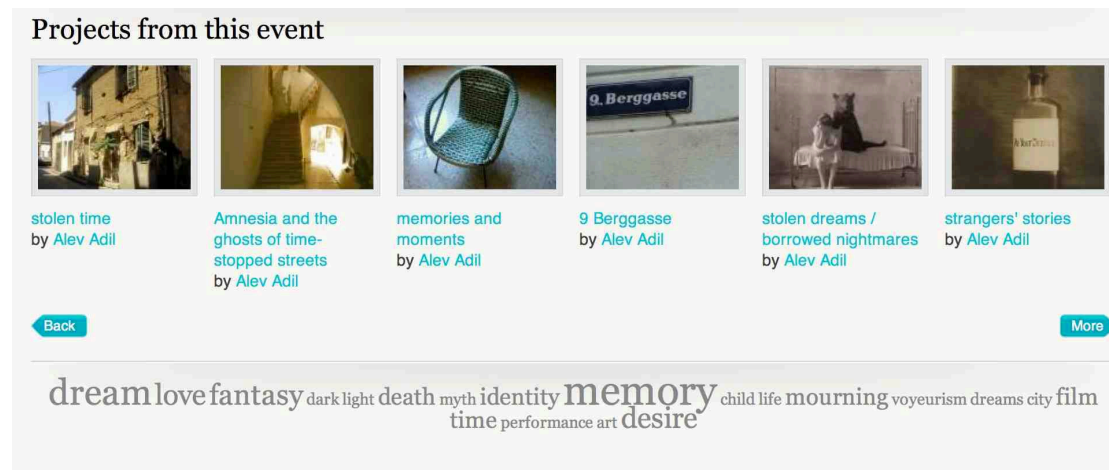 Projects from this event
9. Berggasse
stolen time
by Alev Adil
Amnesia and the
ghosts of time-
stopped streets
by Alev Adil
memories and
moments
by Alev Adil
9 Berggasse
by Alev Adil
stolen dreams /
borrowed nightmares
by Alev Adil
strangers' stories
by Alev Adil
Back
More
dream love fantasy dark light death myth identity memory child life mourning voyeurism dreams city film
time performance art desire